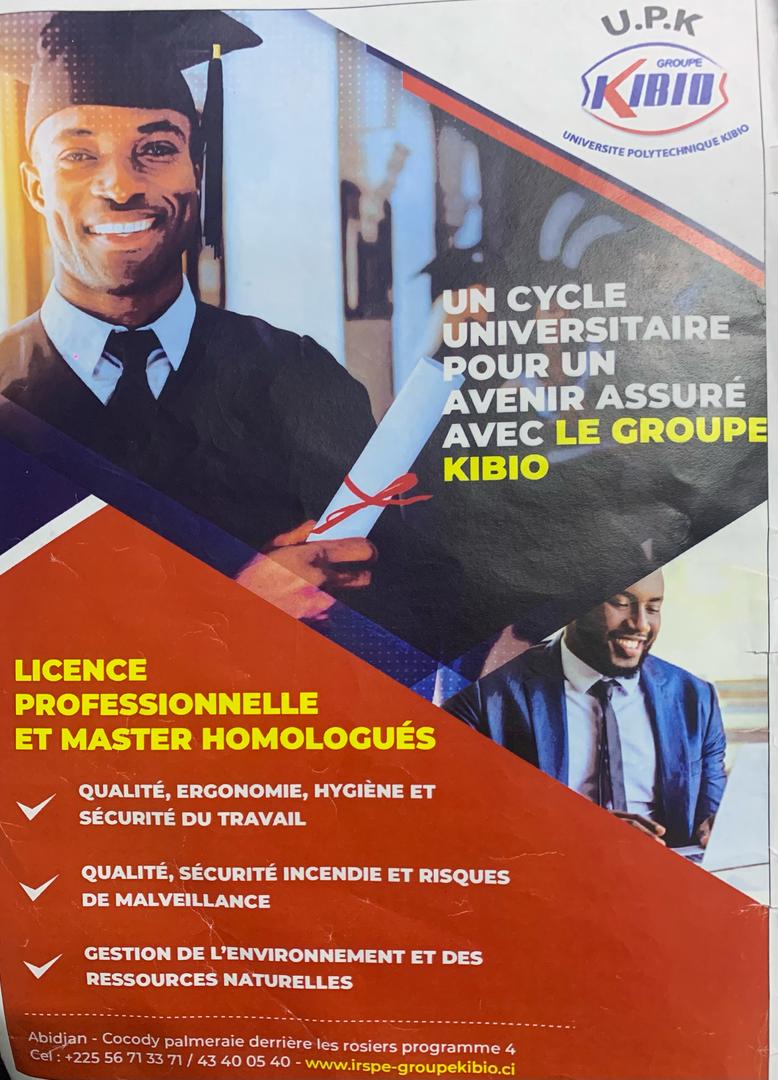 U.P.K
GROUPE
KIBIO
UNIVERSITE POLYTECHNIQUE KIBIO
UN CYCLE
UNIVERSITAIRE
POUR UN
AVENIR ASSURÉ
AVEC LE GROUPE
KIBIO
LICENCE
PROFESSIONNELLE
ET MASTER HOMOLOGUÉS
QUALITÉ, ERGONOMIE, HYGIÈNE ET
SÉCURITÉ DU TRAVAIL
QUALITÉ, SÉCURITÉ INCENDIE ET RISQUES
DE MALVEILLANCE
GESTION DE L'ENVIRONNEMENT ET DES
RESSOURCES NATURELLES
Abidjan - Cocody palmeraie derrière les rosiers programme 4
Cel : +225 56 71 33 71 / 43 40 05 40 - www.irspe-groupekibio.ci